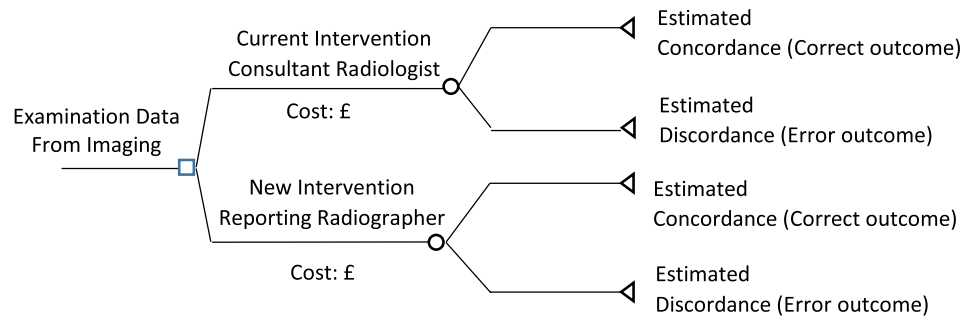 Examination Data
From Imaging
Current Intervention
Consultant Radiologist
Cost: £
Estimated
Concordance (Correct outcome)
Estimated
Discordance (Error outcome)
New Intervention
Reporting Radiographer
Cost: £
Estimated
Concordance (Correct outcome)
Estimated
Discordance (Error outcome)